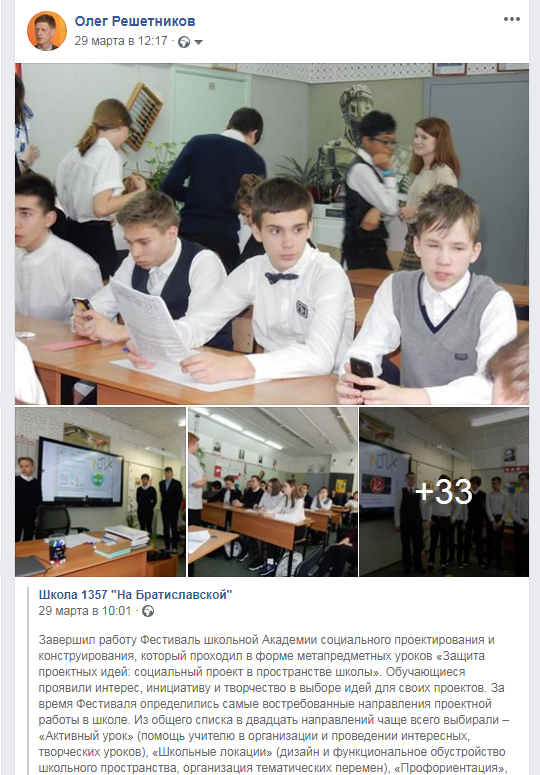 Олег Решетников
29 марта в 12:17 ·
+33
Школа 1357 "На Братиславской"
29 марта в 10:01 ·
Завершил работу Фестиваль школьной Академии социального проектирования и
конструирования, который проходил в форме метапредметных уроков «Защита
проектных идей: социальный проект в пространстве школы». Обучающиеся
проявили интерес, инициативу и творчество в выборе идей для своих проектов. За
время Фестиваля определились самые востребованные направления проектной
работы в школе. Из общего списка в двадцать направлений чаще всего выбирали –
«Активный урок» (помощь учителю в организации и проведении интересных,
творческих уроков), «Школьные локации» (дизайн и функциональное обустройство
школьного пространства, организация тематических перемен), «Профориентация»,